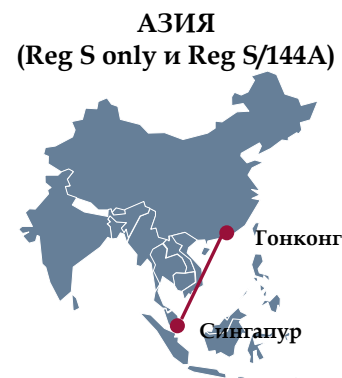 АЗИЯ
(Reg S only и Reg S/144A)
Гонконг
Сингапур